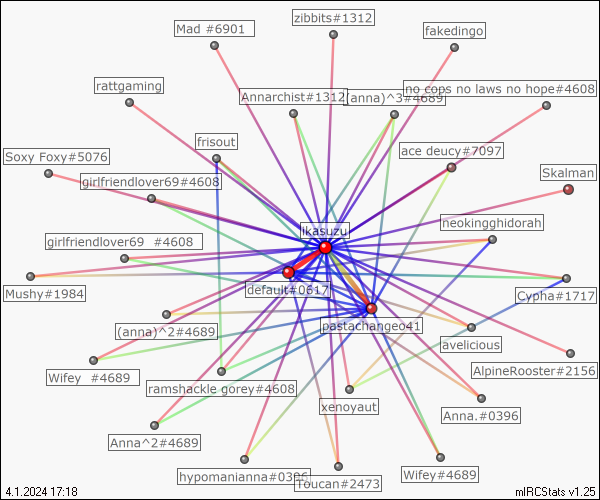 zibbits#1312
Mad #6901
fakedingo
rattgaming
no cops no laws no hope#4608
Annarchist#1312
(anna)^3#4689
frisout
ace deucy#7097
Soxy Foxy#5076
Skalman
girlfriendlover69#4608
neokingghidorah
likasuzu
girlfriendlover69 #4608
default#0617
Mushy#1984
Cypha#1717
pastachangeo41
(anna)^2#4689
avelicious
AlpineRooster#2156
Wifey #4689
ramshackle gorey#4608
xenoyaut
Anna.#0396
Anna^2#4689
hypomanianna#0396
Wifey#4689
Toucan#2473
4.1.2024 17:18
mIRCStats v1.25